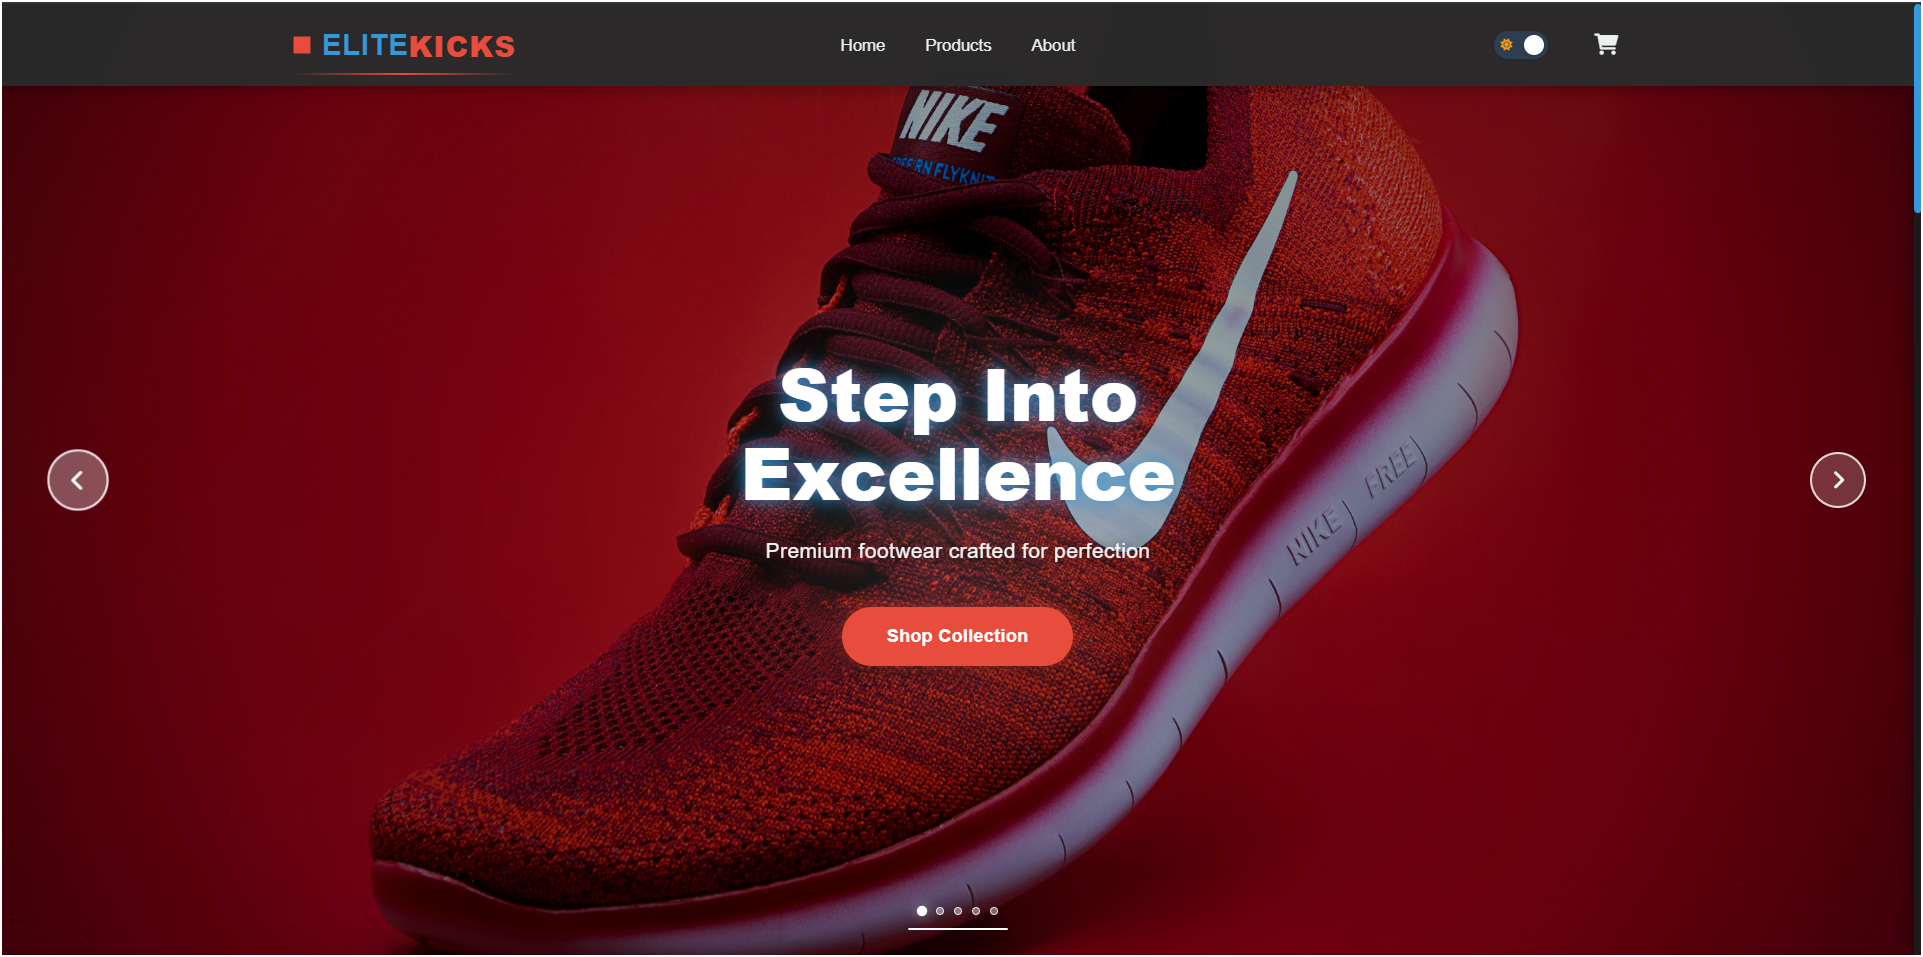 ELITEKICKS
Home Products About
NIKE
FREE RN FLYKNIT
Step Into
Excellence
Premium footwear crafted for perfection
Shop Collection
NIKE FREE